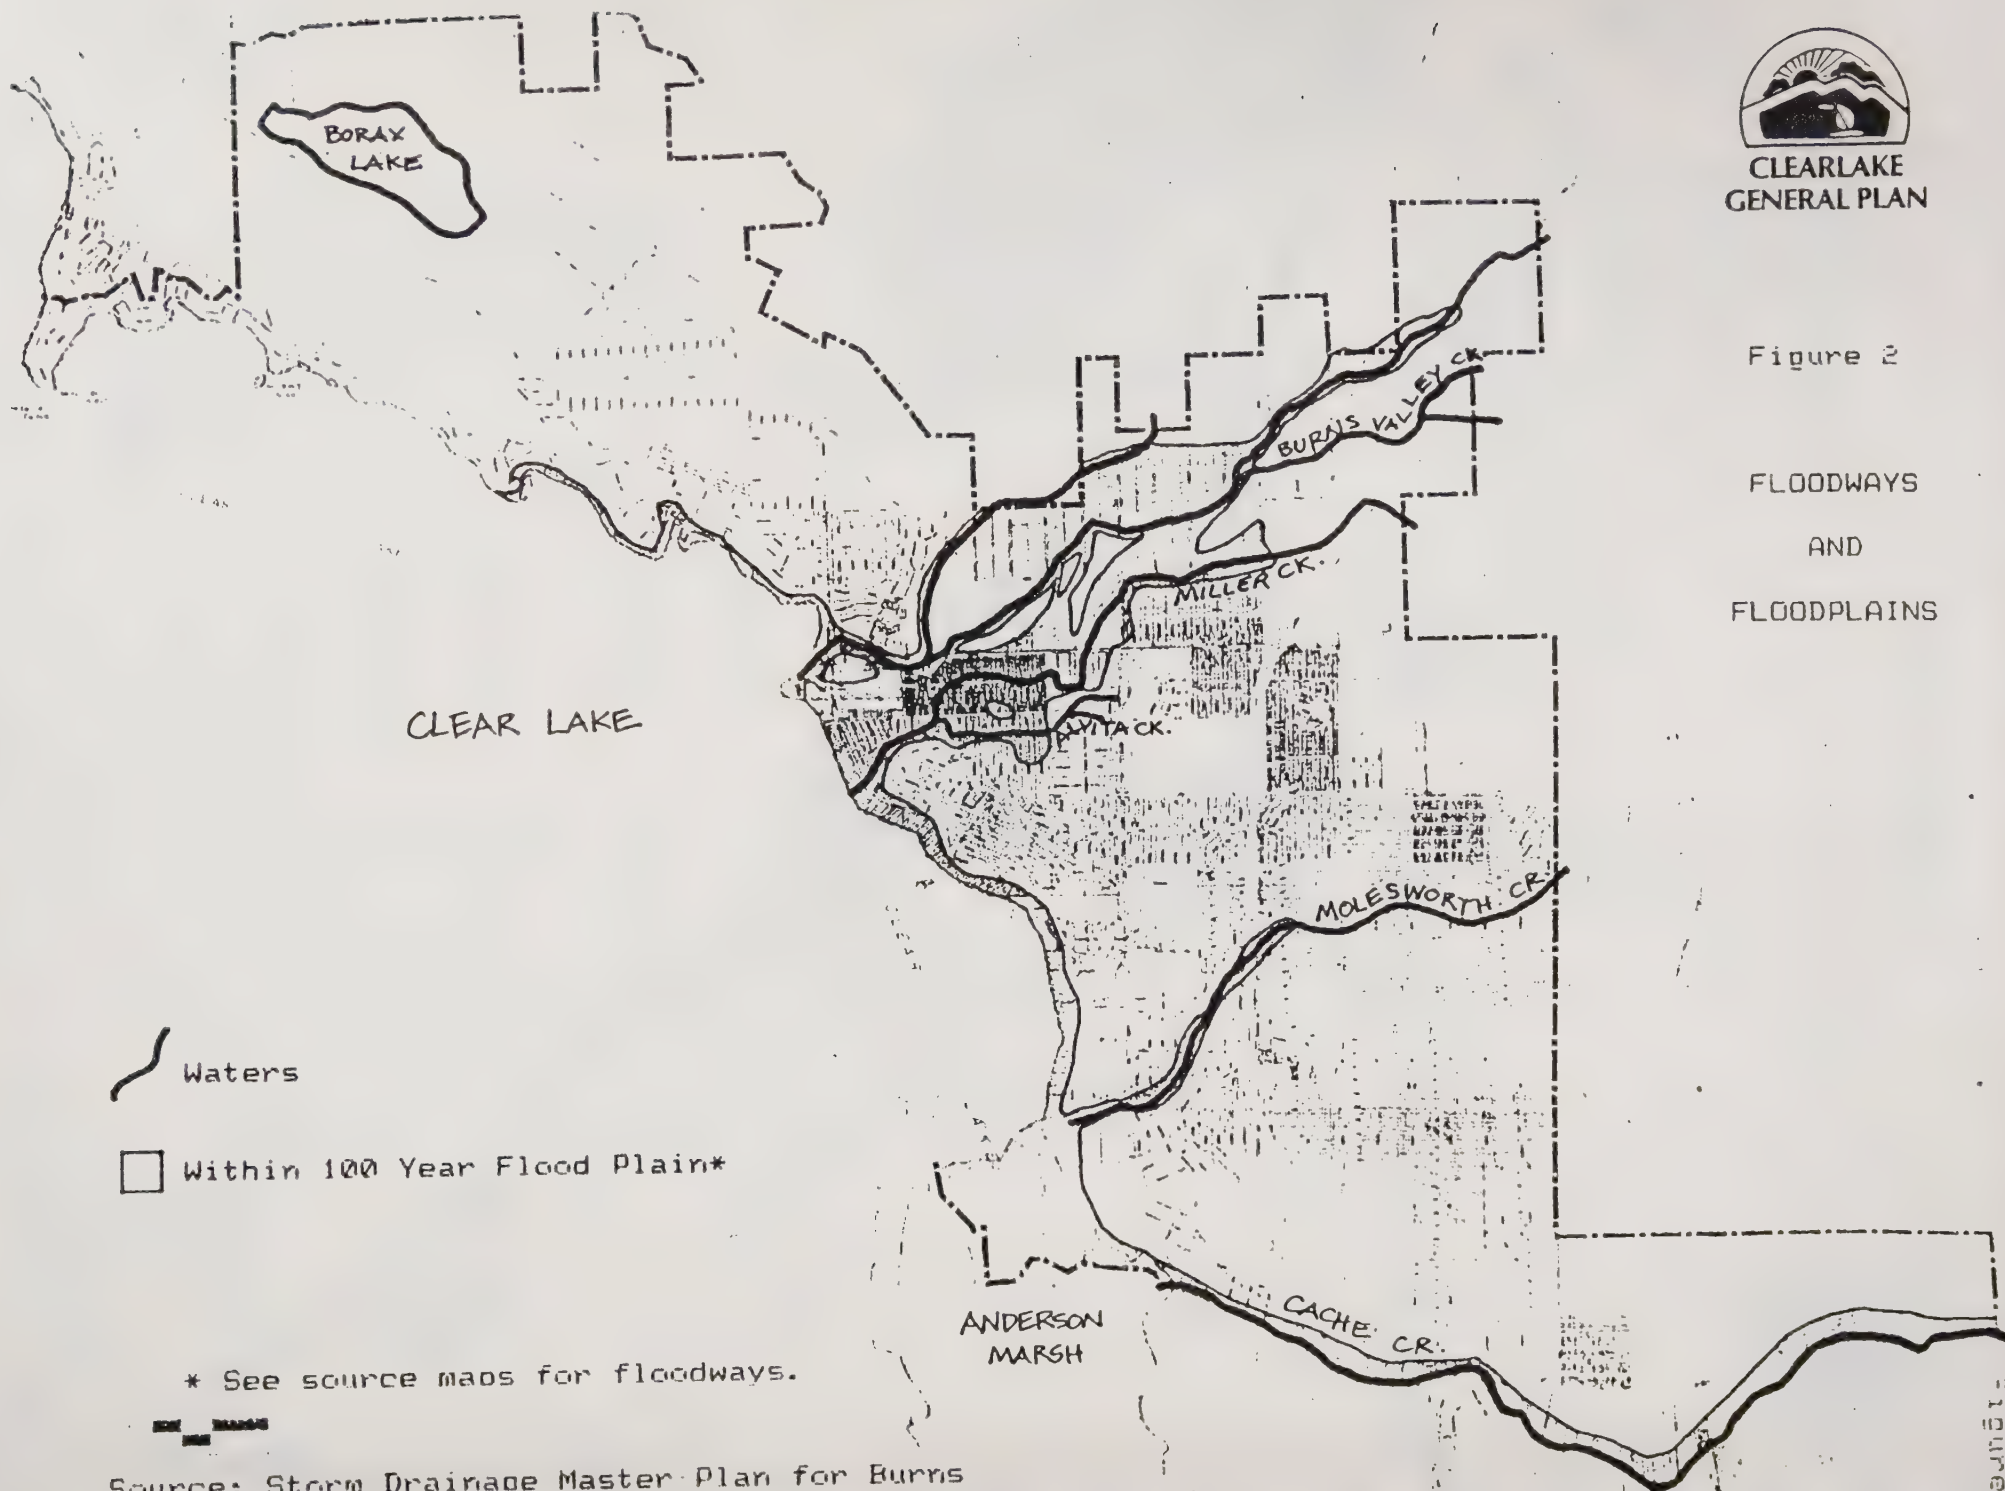 BORAX
LAKE
CLEARLAKE
GENERAL PLAN
Figure 2
FLOODWAYS
AND
FLOODPLAINS
BURNS VALLEY CK.
MILLER CK.
CLEAR LAKE
VITA CK.
MOLESWORTH CR.
Waters
Within 100 Year Flood Plain*
CACHE CR.
ANDERSON
MARSH
* See source maps for floodways.
Source: Storm Drainage Master Plan for Burns